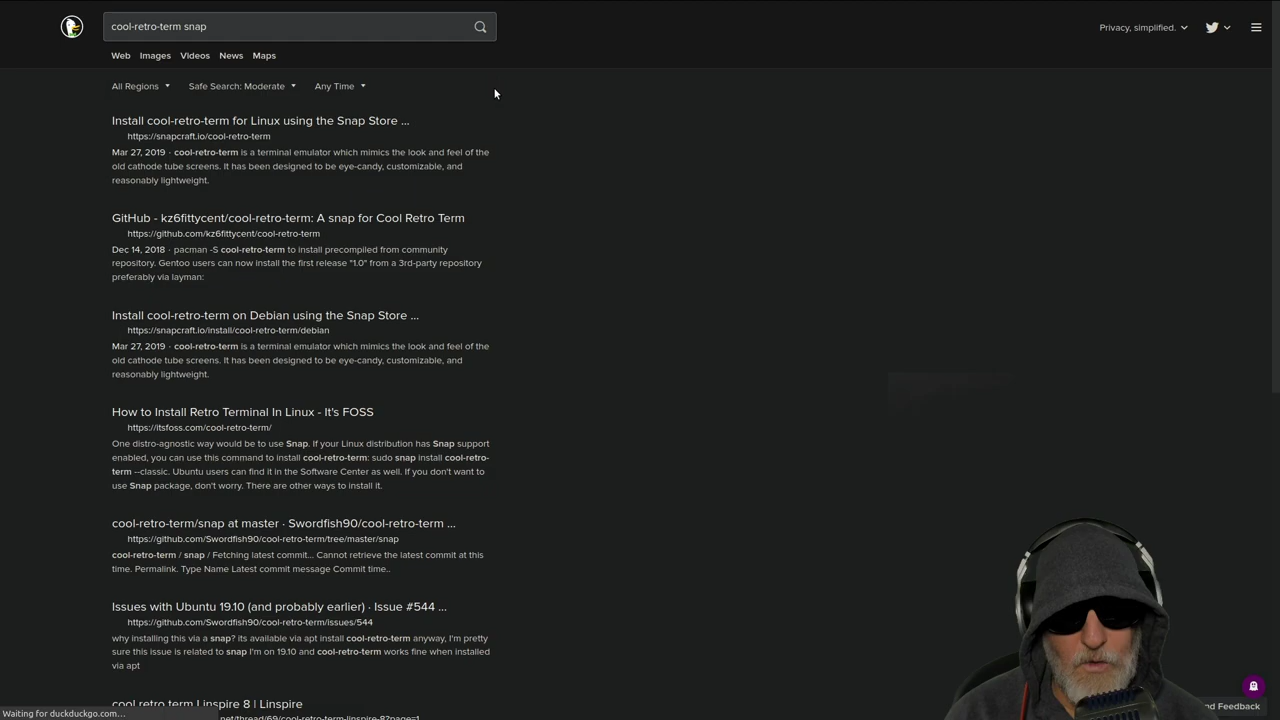 cool-retro-term snap
Privacy, simplified.
Web Images Videos News Maps
All Regions Safe Search: Moderate Any Time
Install cool-retro-term for Linux using the Snap Store ...
https://snapcraft.io/cool-retro-term
Mar 27, 2019 · cool-retro-term is a terminal emulator which mimics the look and feel of the
old cathode tube screens. It has been designed to be eye-candy, customizable, and
reasonably lightweight.
GitHub - kz6fittycent/cool-retro-term: A snap for Cool Retro Term
https://github.com/kz6fittycent/cool-retro-term
Dec 14, 2018 · pacman -S cool-retro-term to install precompiled from community
repository. Gentoo users can now install the first release "1.0" from a 3rd-party repository
preferably via layman:
Install cool-retro-term on Debian using the Snap Store ...
https://snapcraft.io/install/cool-retro-term/debian
Mar 27, 2019 · cool-retro-term is a terminal emulator which mimics the look and feel of the
old cathode tube screens. It has been designed to be eye-candy, customizable, and
reasonably lightweight.
How to Install Retro Terminal In Linux - It's FOSS
https://itsfoss.com/cool-retro-term/
One distro-agnostic way would be to use Snap. If your Linux distribution has Snap support
enabled, you can use this command to install cool-retro-term: sudo snap install cool-retro-
term --classic. Ubuntu users can find it in the Software Center as well. If you don't want to
use Snap package, don't worry. There are other ways to install it.
cool-retro-term/snap at master · Swordfish90/cool-retro-term ...
https://github.com/Swordfish90/cool-retro-term/tree/master/snap
cool-retro-term / snap / Fetching latest commit... Cannot retrieve the latest commit at this
time. Permalink. Type Name Latest commit message Commit time..
Issues with Ubuntu 19.10 (and probably earlier) · Issue #544 ...
https://github.com/Swordfish90/cool-retro-term/issues/544
why installing this via a snap? its available via apt install cool-retro-term anyway, I'm pretty
sure this issue is related to snap I'm on 19.10 and cool-retro-term works fine when installed
via apt
cool retro term Linspire 8 | Linspire
Waiting for duckduckgo.com...
net/thread/69/cool-retro-term-linspire-8?page=1
nd Feedback